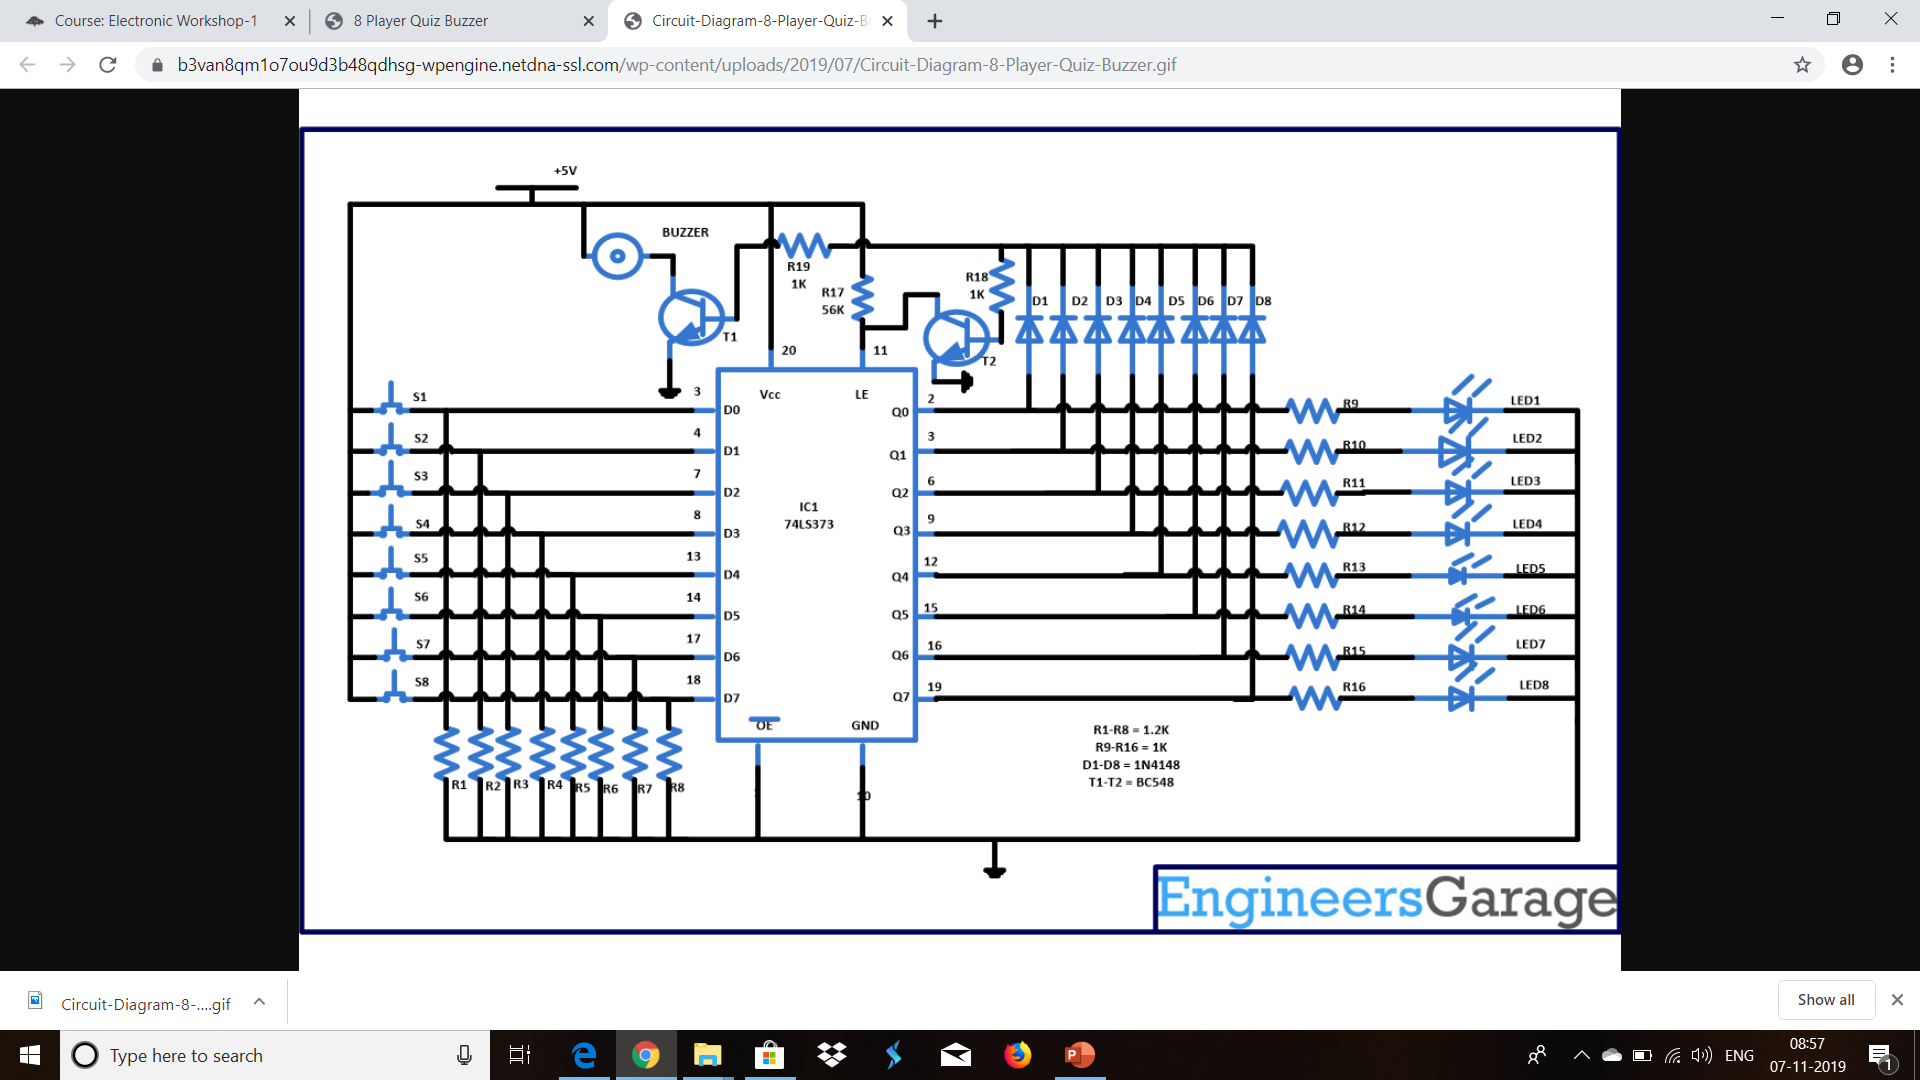 Course: Electronic Workshop-1
8 Player Quiz Buzzer
Circuit-Diagram-8-Player-Quiz-B
b3van8qm1o7ou9d3b48qdhsg-wpengine.netdna-ssl.com/wp-content/uploads/2019/07/Circuit-Diagram-8-Player-Quiz-Buzzer.gif
+5V
BUZZER
R19
1K
R17
56K
R18
1K
D1 D2 D3 D4 D5 D6 D7 D8
T1
T2
20
11
Vcc
LE
S1
3
D0
Q0
2
R9
LED1
S2
4
D1
Q1
3
R10
LED2
S3
7
D2
Q2
6
R11
LED3
IC1
74LS373
S4
8
D3
Q3
9
R12
LED4
S5
13
D4
Q4
12
R13
LED5
S6
14
D5
Q5
15
R14
LED6
S7
17
D6
Q6
16
R15
LED7
S8
18
D7
Q7
19
R16
LED8
OE
GND
10
R1 R2 R3 R4 R5 R6 R7 R8
R1-R8 = 1.2K
R9-R16 = 1K
D1-D8 = 1N4148
T1-T2 = BC548
EngineersGarage
Circuit-Diagram-8-....gif
Show all
Type here to search
ENG
08:57
07-11-2019
1